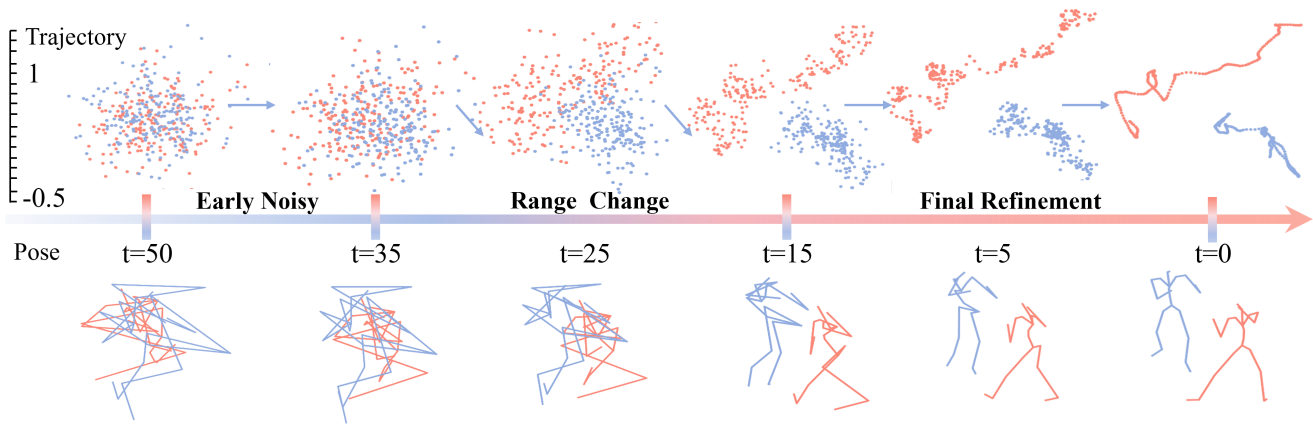 Trajectory
1
-0.5
Early Noisy
Range Change
Final Refinement
Pose
t=50
t=35
t=25
t=15
t=5
t=0